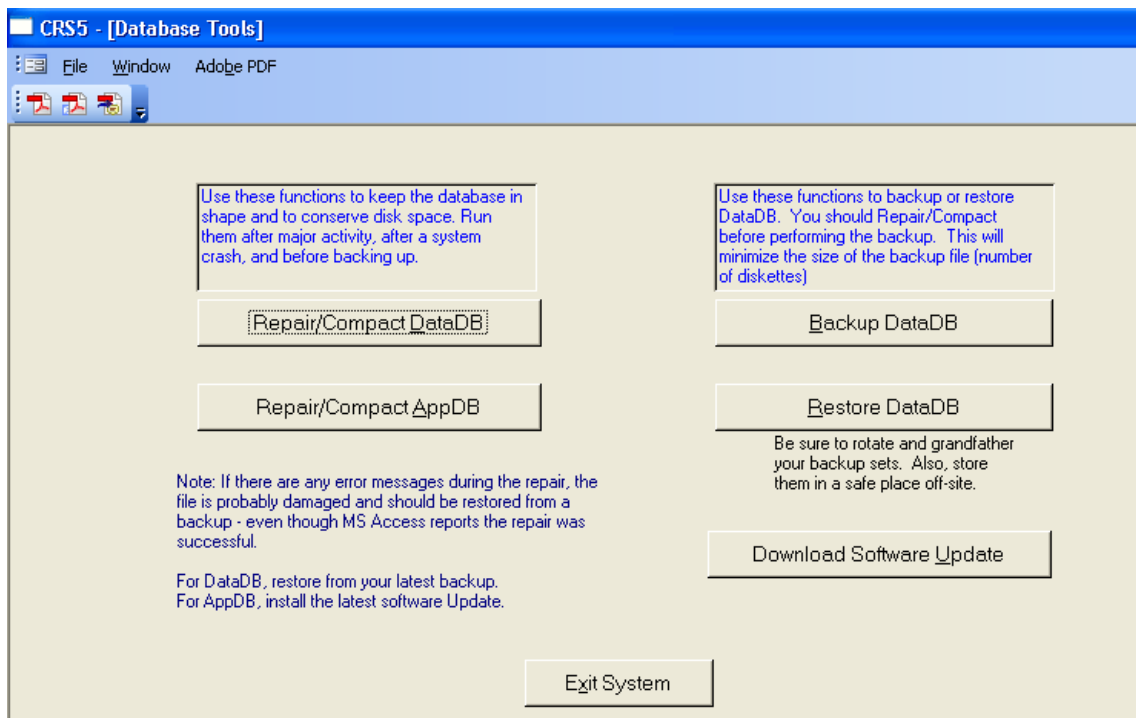 CRS5 - [Database Tools]
File Window Adobe PDF
Use these functions to keep the database in
shape and to conserve disk space. Run
them after major activity, after a system
crash, and before backing up.
Repair/Compact DataDB
Repair/Compact AppDB
Note: If there are any error messages during the repair, the
file is probably damaged and should be restored from a
backup - even though MS Access reports the repair was
successful.
For DataDB, restore from your latest backup.
For AppDB, install the latest software Update.
Use these functions to backup or restore
DataDB. You should Repair/Compact
before performing the backup. This will
minimize the size of the backup file (number
of diskettes)
Backup DataDB
Restore DataDB
Be sure to rotate and grandfather
your backup sets. Also, store
them in a safe place off-site.
Download Software Update
Exit System